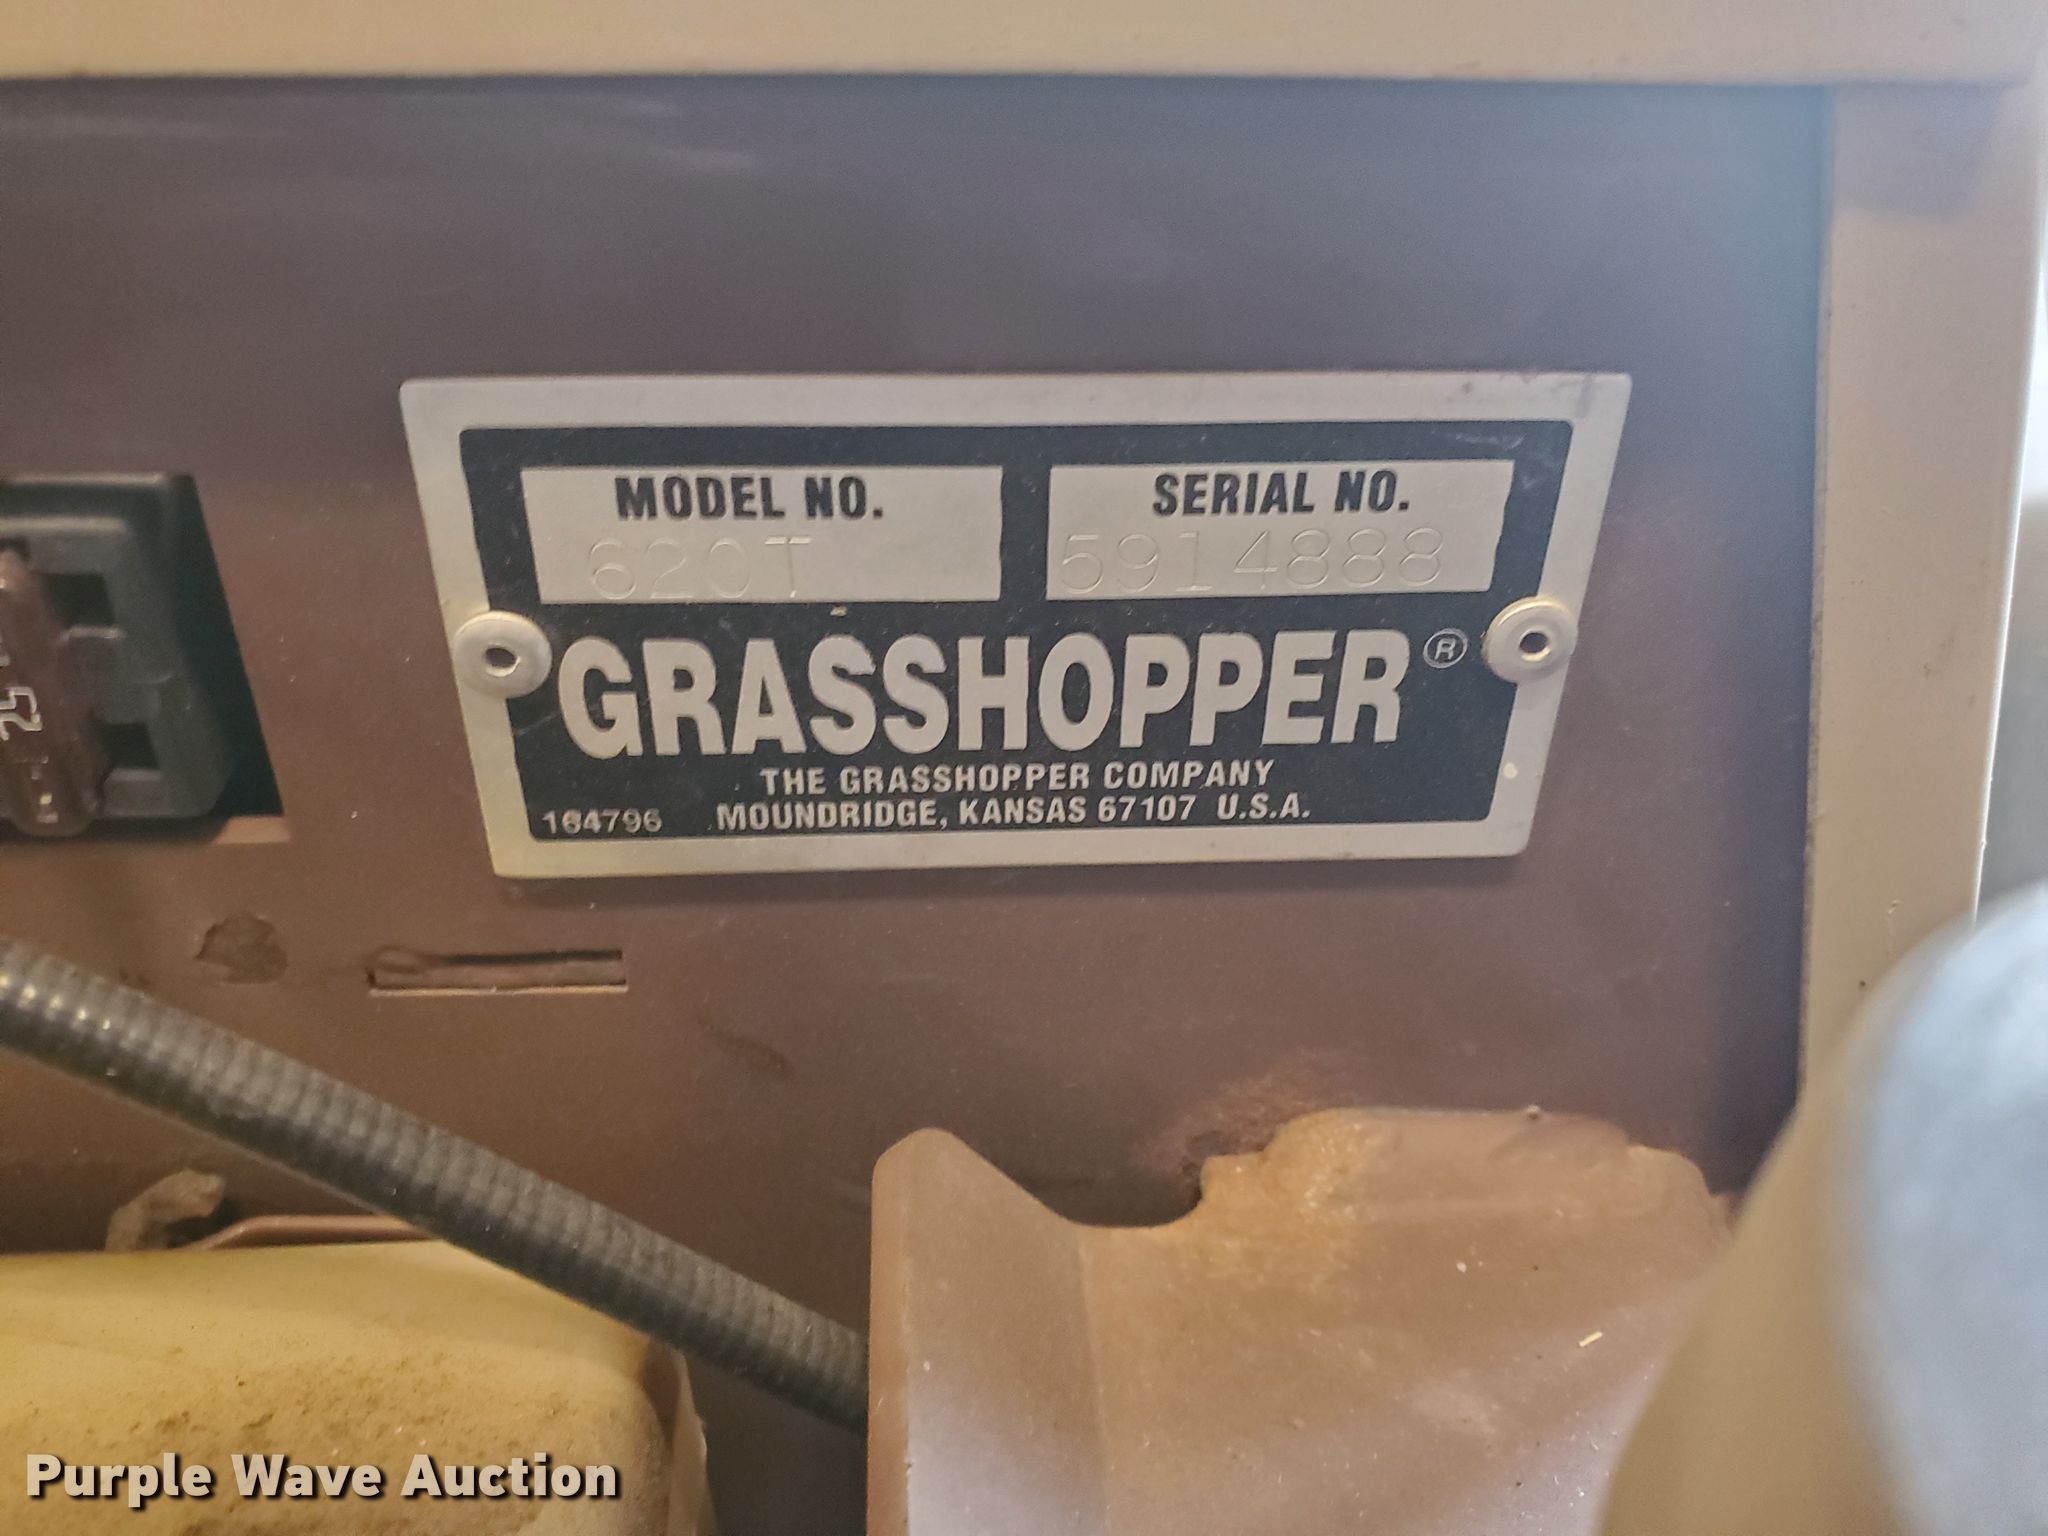 MODEL NO.
620T
SERIAL NO.
5914888
GRASSHOPPER®
THE GRASSHOPPER COMPANY
164796 MOUNDRIDGE, KANSAS 67107 U.S.A.
Purple Wave Auction